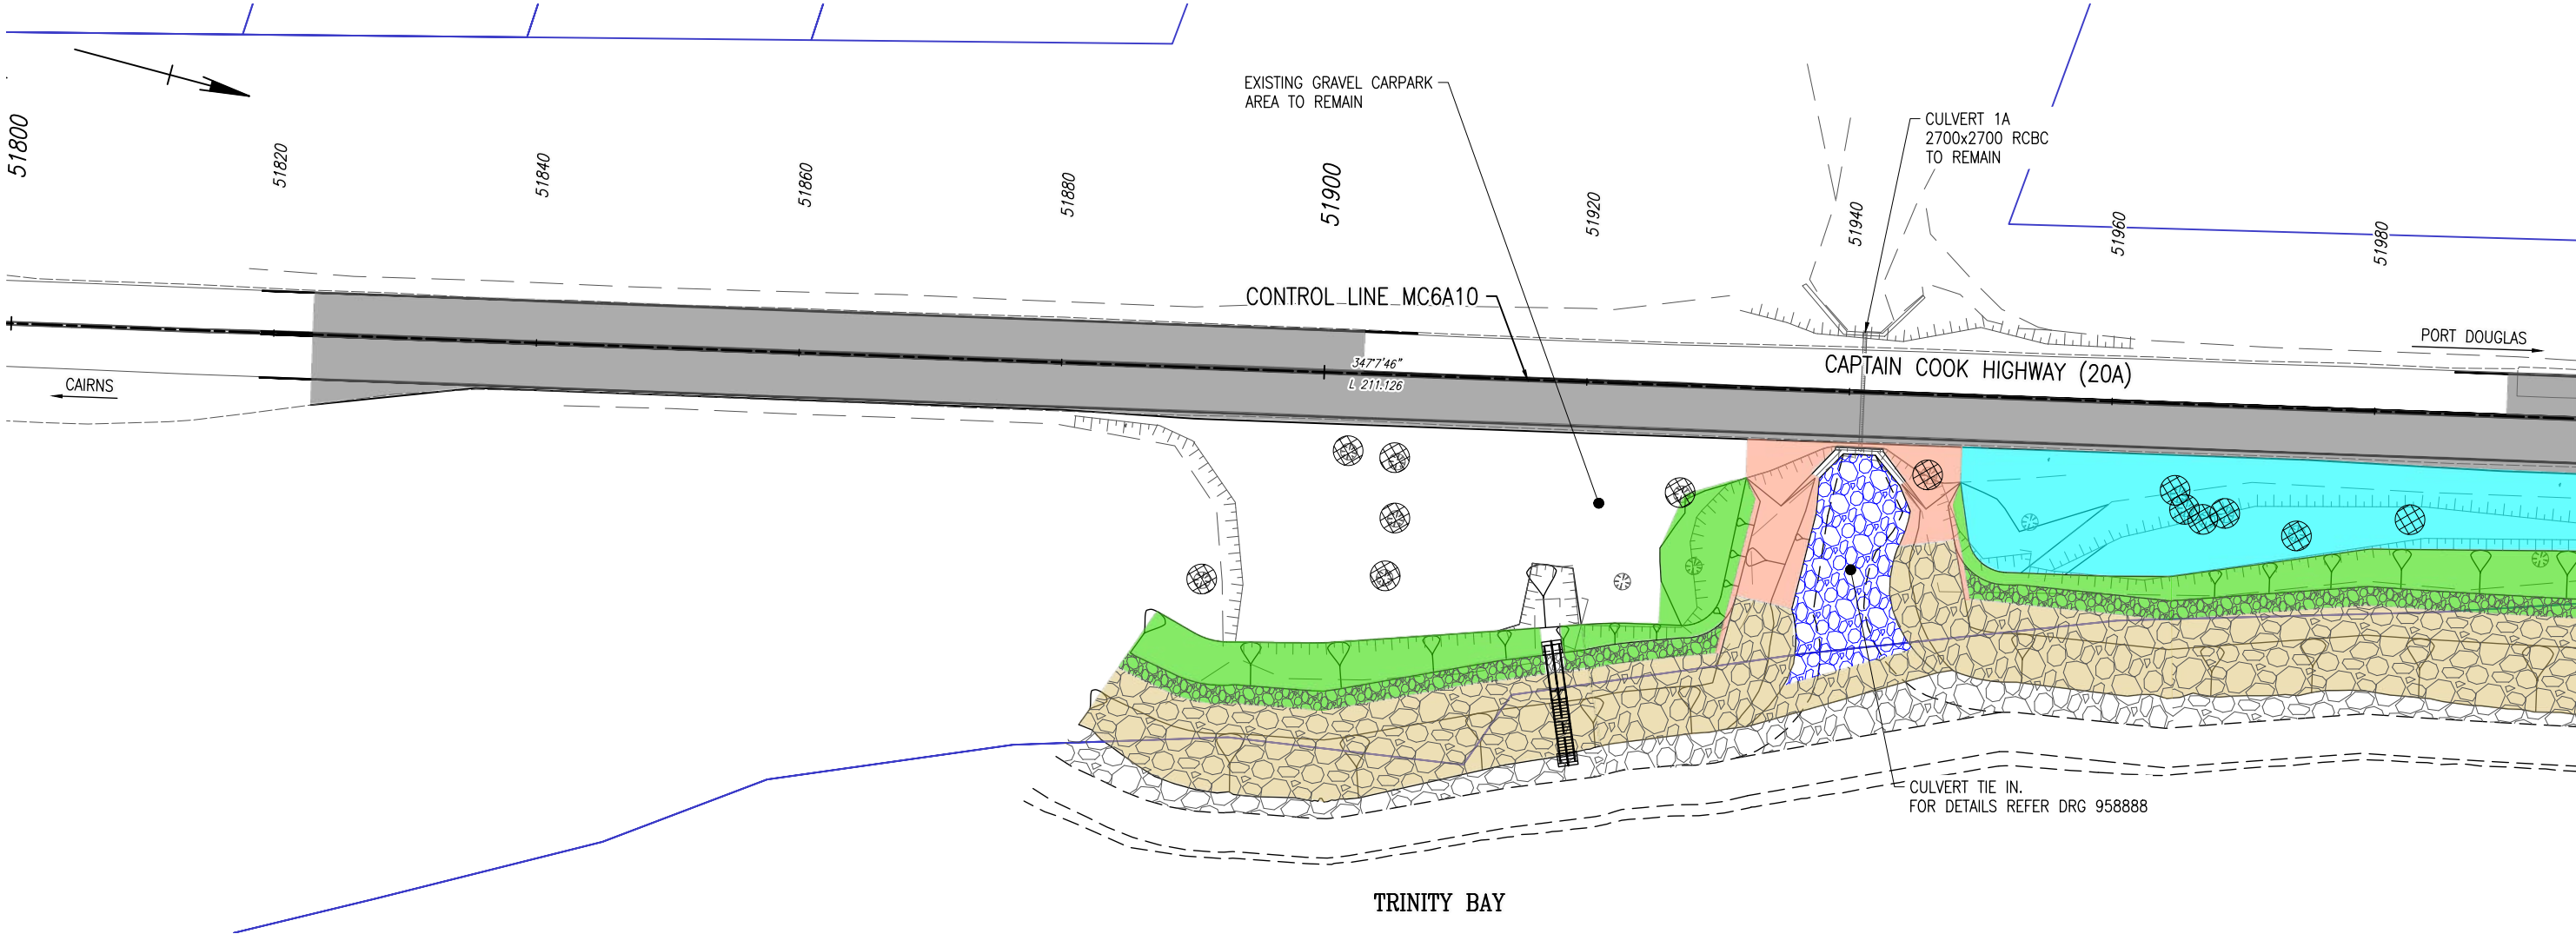 EXISTING GRAVEL CARPARK
AREA TO REMAIN
CULVERT 1A
2700x2700 RCBC
TO REMAIN
51800
51820
51840
51860
51880
51900
51920
51940
51960
51980
CONTROL LINE MC6A10
PORT DOUGLAS
347°7'46"
L 211.126
CAPTAIN COOK HIGHWAY (20A)
CAIRNS
CULVERT TIE IN.
FOR DETAILS REFER DRG 958888
TRINITY BAY